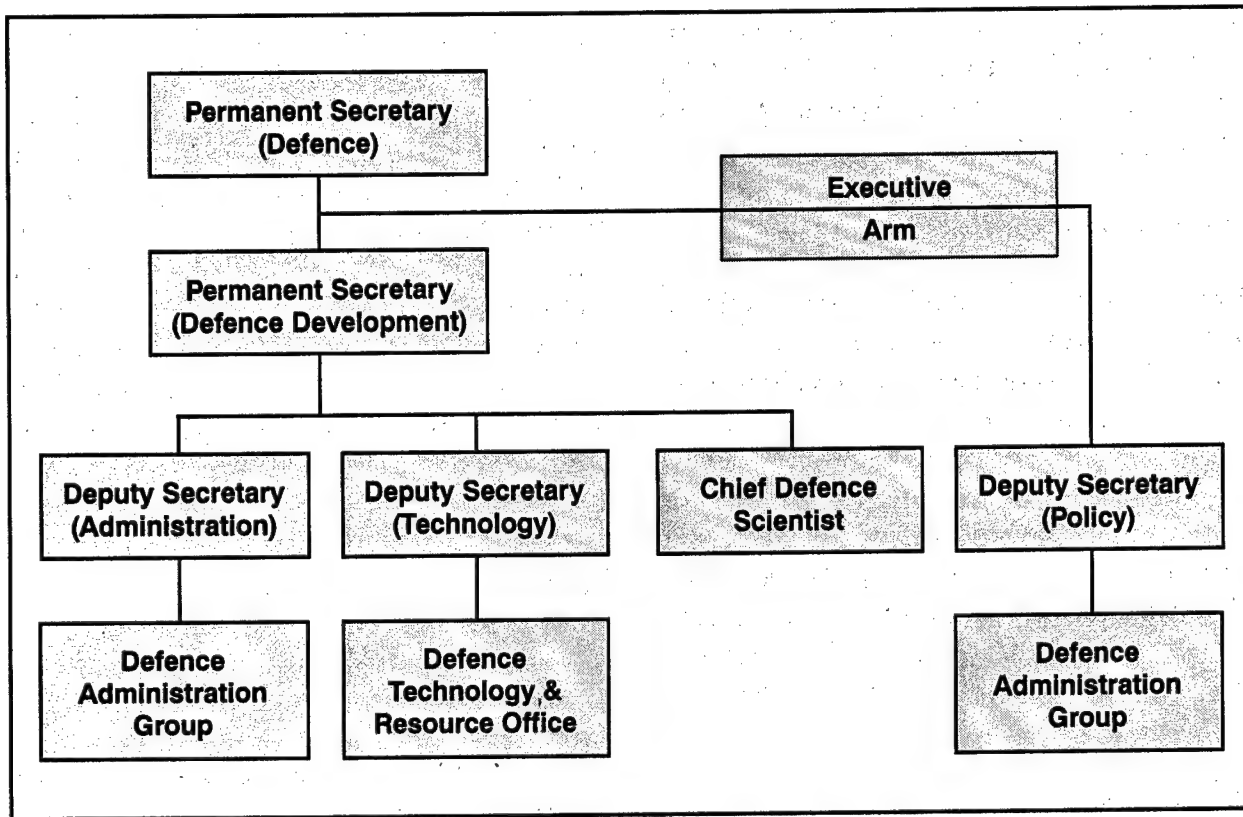 Permanent Secretary
(Defence)
Executive
Arm
Permanent Secretary
(Defence Development)
Deputy Secretary
(Administration)
Deputy Secretary
(Technology)
Chief Defence
Scientist
Deputy Secretary
(Policy)
Defence
Administration
Group
Defence
Technology &
Resource Office
Defence
Administration
Group